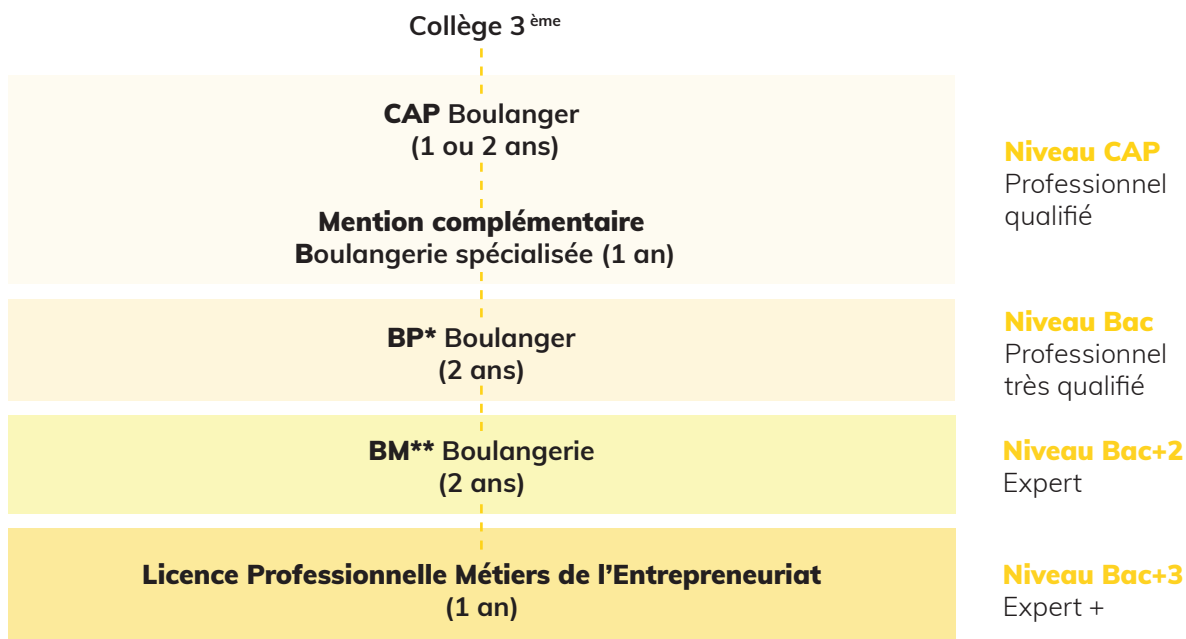 Collège 3 ème
CAP Boulanger
(1 ou 2 ans)
Niveau CAP
Professionnel
qualifié
Mention complémentaire
Boulangerie spécialisée (1 an)
BP* Boulanger
(2 ans)
Niveau Bac
Professionnel
très qualifié
BM** Boulangerie
(2 ans)
Niveau Bac+2
Expert
Licence Professionnelle Métiers de l’Entrepreneuriat
(1 an)
Niveau Bac+3
Expert +